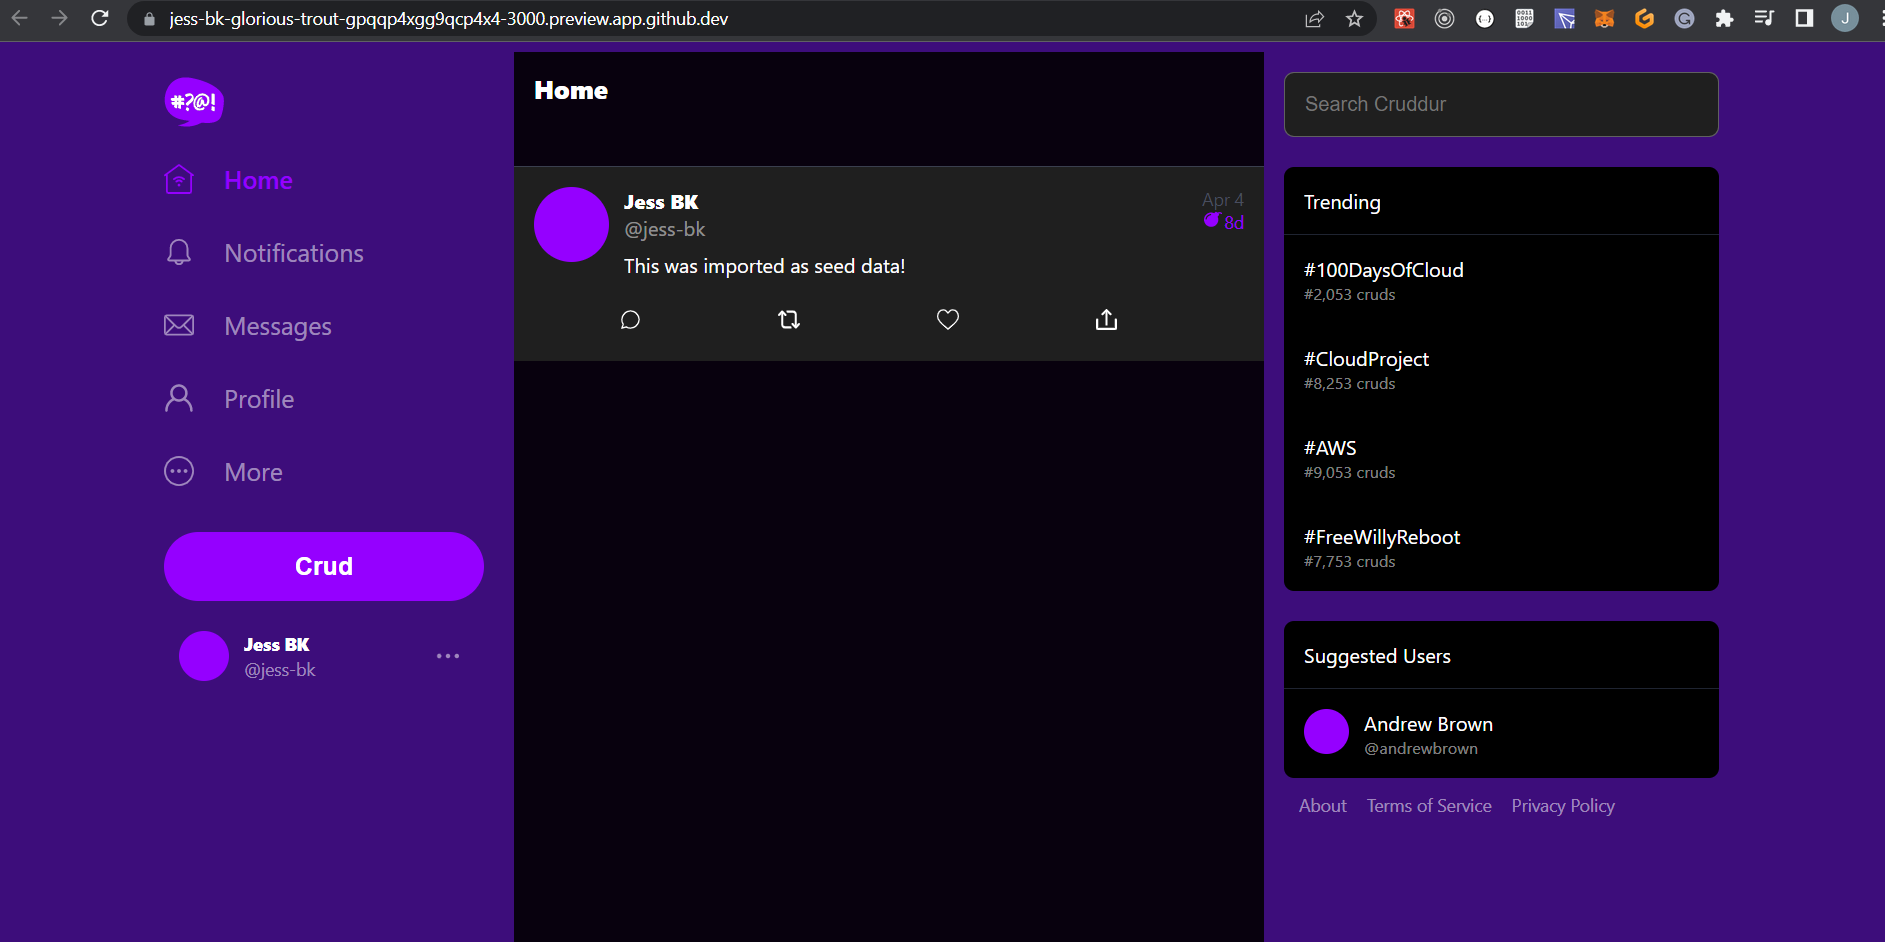 jess-bk-glorious-trout-gpqqp4xgg9qcp4x4-3000.preview.app.github.dev
J
#?@!
Home
Notifications
Messages
Profile
More
Crud
Jess BK
@jess-bk
Home
Jess BK
@jess-bk
Apr 4
8d
This was imported as seed data!
Search Cruddur
Trending
#100DaysOfCloud
#2,053 cruds
#CloudProject
#8,253 cruds
#AWS
#9,053 cruds
#FreeWillyReboot
#7,753 cruds
Suggested Users
Andrew Brown
@andrewbrown
About Terms of Service Privacy Policy